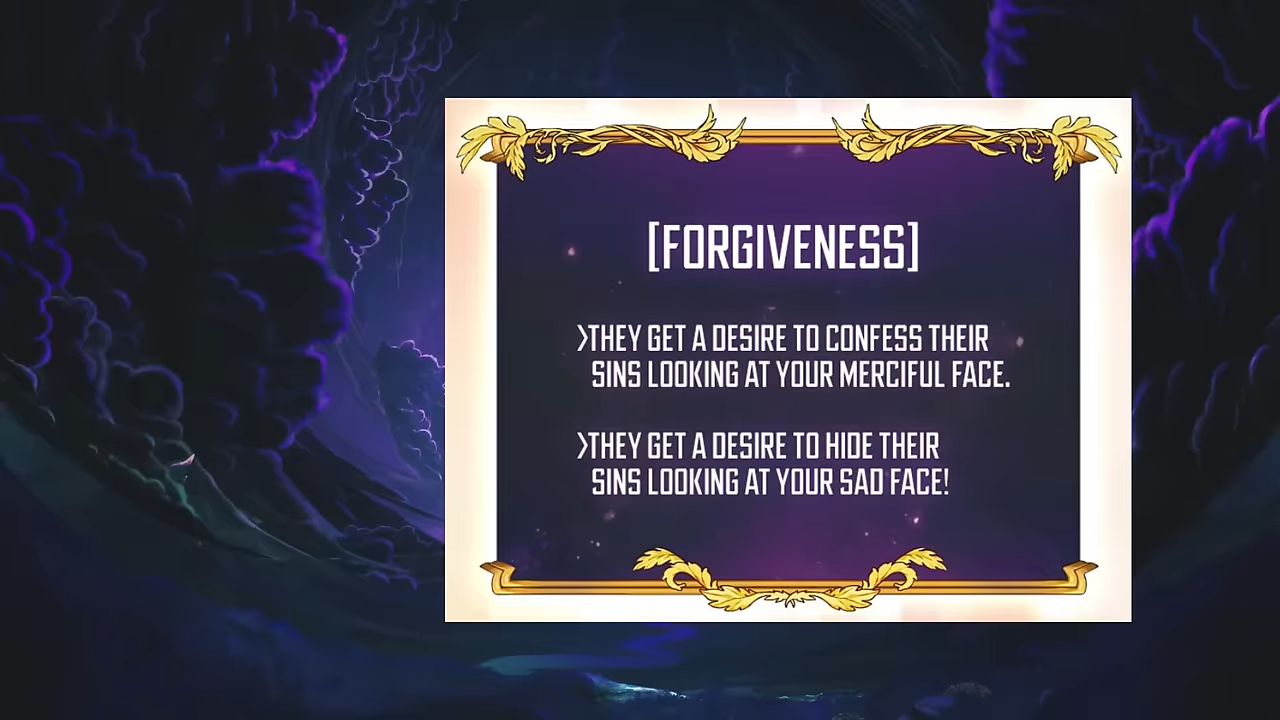 [FORGIVENESS]
>THEY GET A DESIRE TO CONFESS THEIR
SINS LOOKING AT YOUR MERCIFUL FACE.
>THEY GET A DESIRE TO HIDE THEIR
SINS LOOKING AT YOUR SAD FACE!